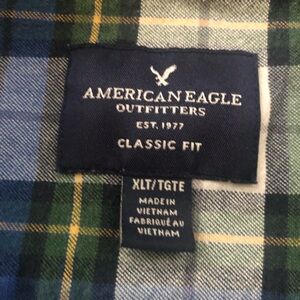 AMERICAN EAGLE
OUTFITTERS
EST. 1977
CLASSIC FIT
XLT/TGTE
MADE IN
VIETNAM
FABRIQUÉ AU
VIETNAM